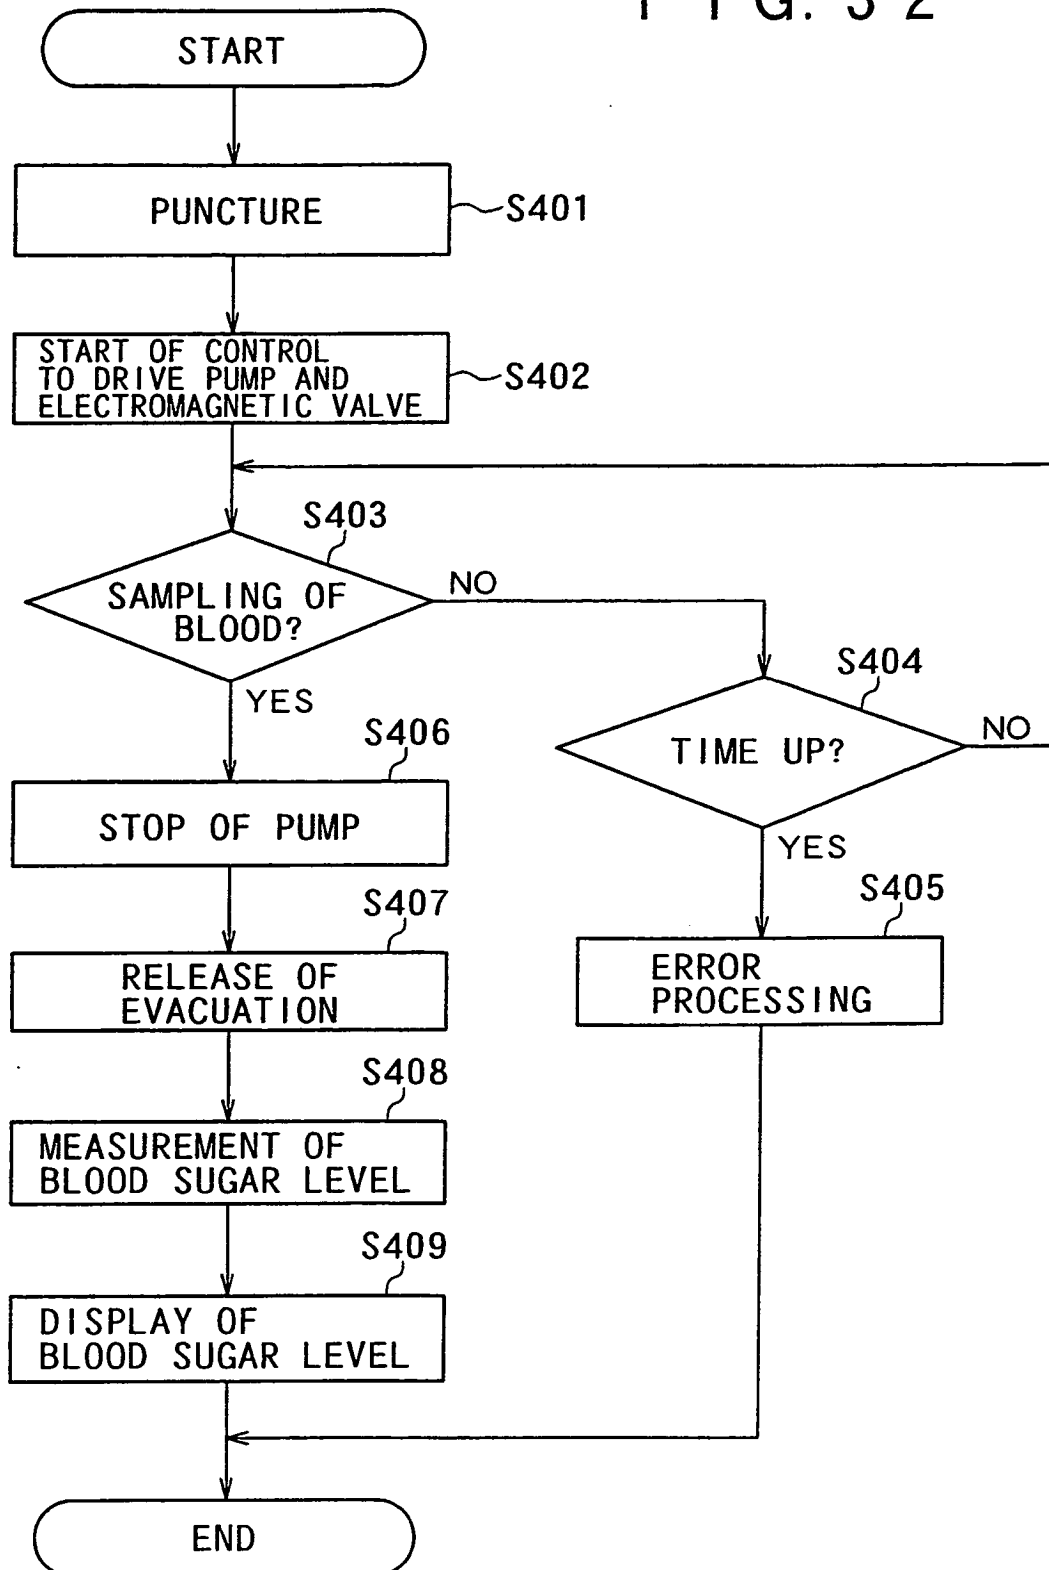 FIG. 32
START
PUNCTURE
S401
START OF CONTROL
TO DRIVE PUMP AND
ELECTROMAGNETIC VALVE
S402
S403
SAMPLING OF
BLOOD?
NO
YES
S404
TIME UP?
NO
YES
S405
ERROR
PROCESSING
S406
STOP OF PUMP
S407
RELEASE OF
EVACUATION
S408
MEASUREMENT OF
BLOOD SUGAR LEVEL
S409
DISPLAY OF
BLOOD SUGAR LEVEL
END